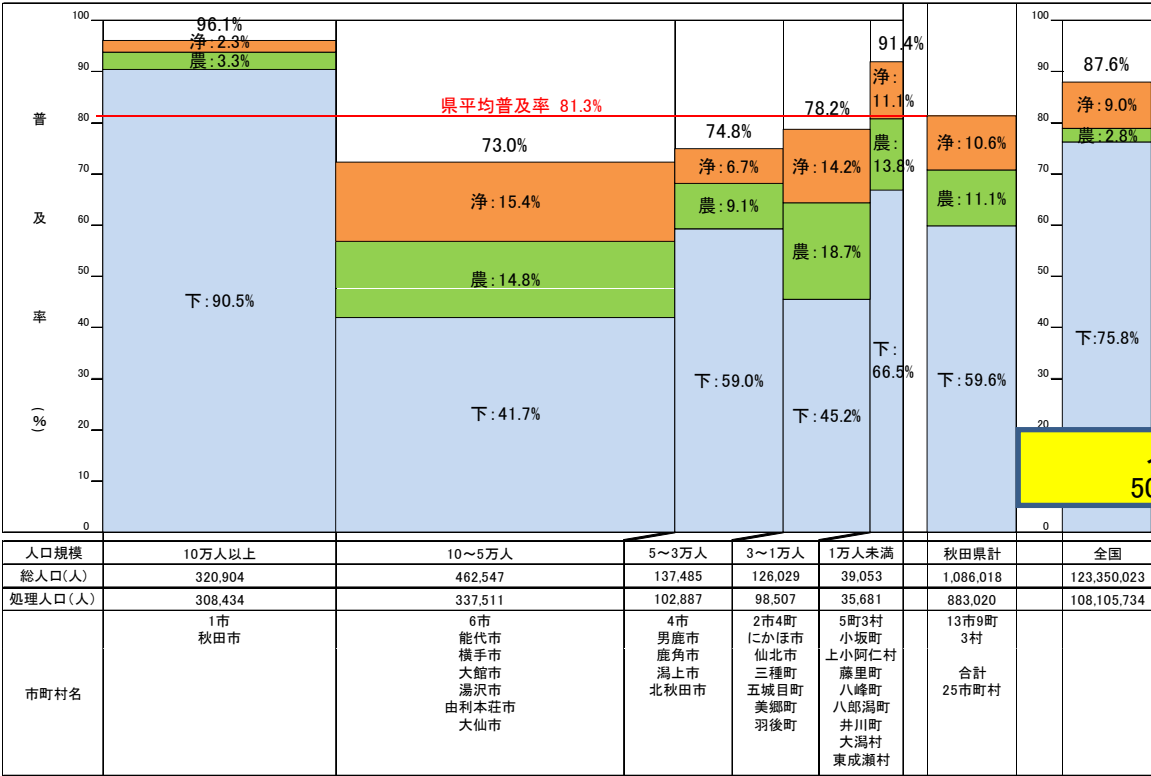 普及率(%)
100
90
80
70
60
50
40
30
20
10
0
96.1%
浄:2.3%
農:3.3%
下:90.5%
県平均普及率 81.3%
73.0%
浄:15.4%
農:14.8%
下:41.7%
74.8%
浄:6.7%
農:9.1%
下:59.0%
78.2%
浄:14.2%
農:18.7%
下:45.2%
91.4%
浄:
11.1%
農:
13.8%
下:
66.5%
浄:10.6%
農:11.1%
下:59.6%
100
90
80
70
60
50
40
30
20
0
87.6%
浄:9.0%
農:2.8%
下:75.8%
50
人口規模 10万人以上 10～5万人 5～3万人 3～1万人 1万人未満 秋田県計 全国
総人口(人) 320,904 462,547 137,485 126,029 39,053 1,086,018 123,350,023
処理人口(人) 308,434 337,511 102,887 98,507 35,681 883,020 108,105,734
市町村名
1市
秋田市
6市
能代市
横手市
大館市
湯沢市
由利本荘市
大仙市
4市
男鹿市
鹿角市
潟上市
北秋田市
2市4町
にかほ市
仙北市
三種町
五城目町
美郷町
羽後町
5町3村
小坂町
上小阿仁村
藤里町
八峰町
八郎潟町
井川町
大潟村
東成瀬村
13市9町
3村
合計
25市町村